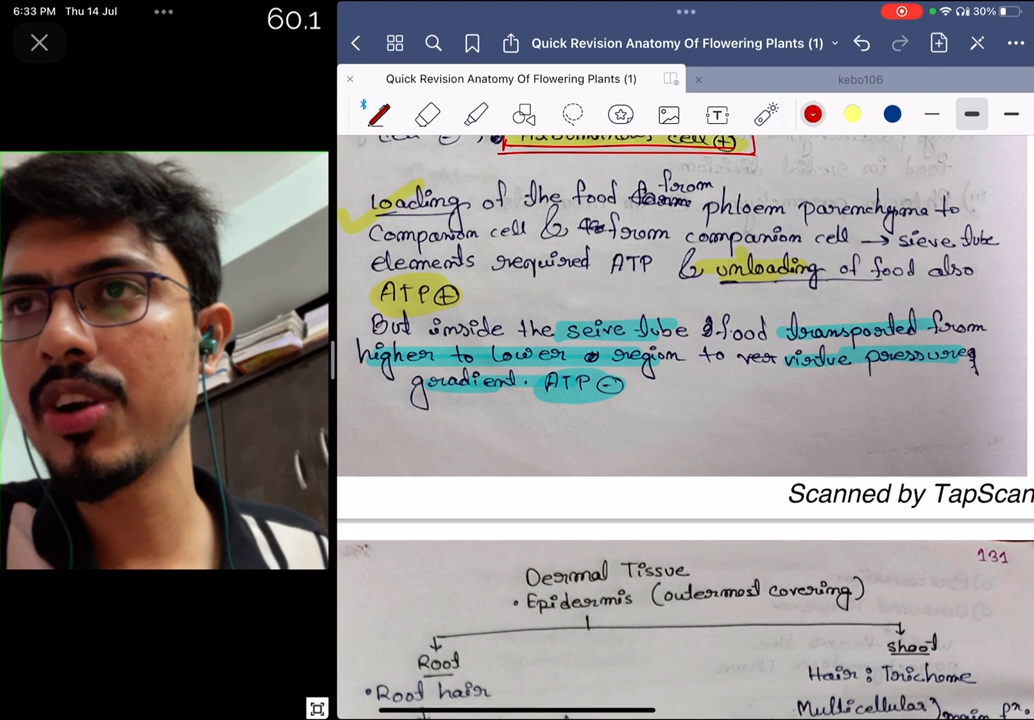 6:33 PM Thu 14 Jul
60.1
30%
Quick Revision Anatomy Of Flowering Plants (1)
Quick Revision Anatomy Of Flowering Plants (1)
kebo106
loading of the food from
phloem parenchyma to
Companion cell & from companion cell → sieve tube
elements required ATP & unloading of food also
ATP +
But inside the seive tube food transported from
higher to lower region to virtue pressure
gradient. ATP -
Scanned by TapScan
131
Dermal Tissue
• Epidermis (outermost covering)
Root
shoot
• Root hair
Hair : Trichome
Multicellular